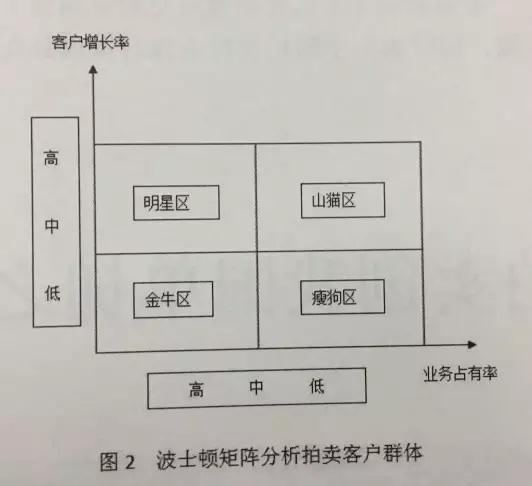 客户增长率
高
中
低
明星区
山猫区
金牛区
瘦狗区
业务占有率
高 中 低
图2 波士顿矩阵分析拍卖客户群体